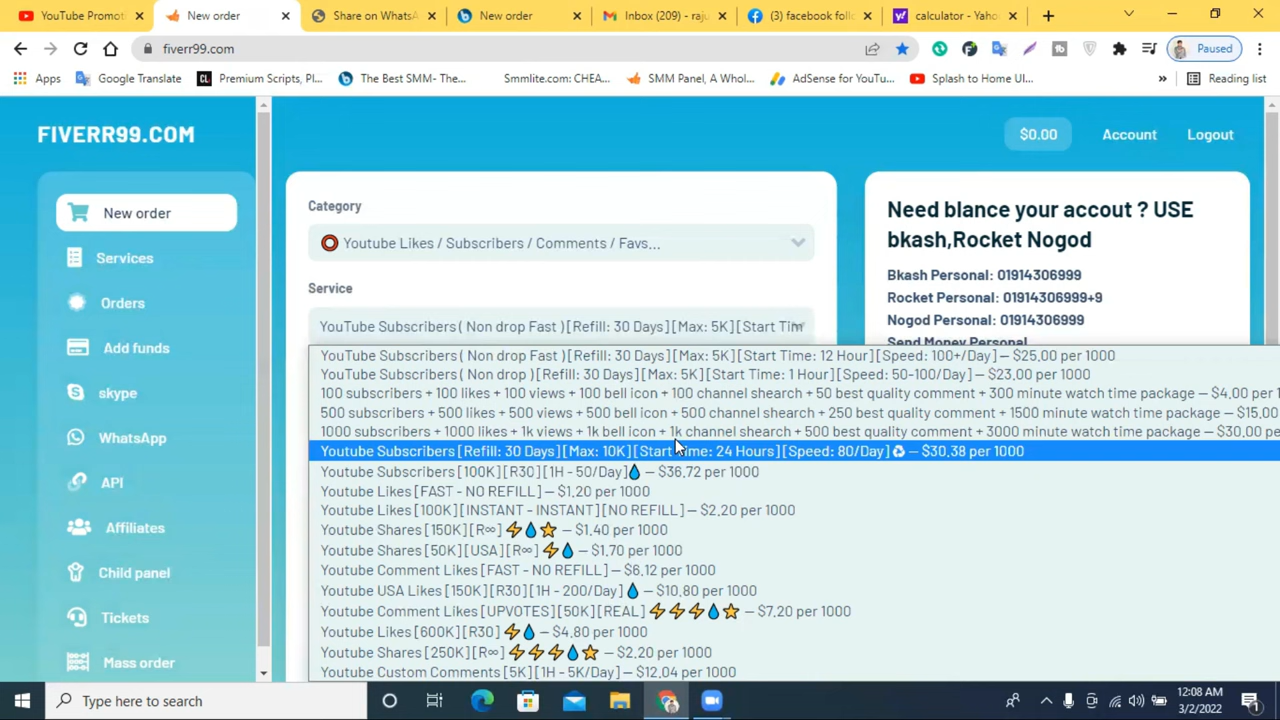 YouTube Promoti
New order
Share on WhatsA
New order
Inbox (209) - raju
(3) facebook follo
calculator - Yaho
fiverr99.com
Paused
Apps
Google Translate
Premium Scripts, Pl...
The Best SMM- The...
Smmlite.com: CHEA...
SMM Panel, A Whol...
AdSense for YouTu...
Splash to Home UI...
»
Reading list
FIVERR99.COM
$0.00
Account
Logout
New order
Services
Orders
Add funds
skype
WhatsApp
API
Affiliates
Child panel
Tickets
Mass order
Category
Youtube Likes / Subscribers / Comments / Favs...
Service
YouTube Subscribers ( Non drop Fast ) [Refill: 30 Days] [Max: 5K] [Start Tim
YouTube Subscribers ( Non drop Fast ) [Refill: 30 Days] [Max: 5K] [Start Time: 12 Hour] [Speed: 100+/Day] — $25.00 per 1000
YouTube Subscribers ( Non drop ) [Refill: 30 Days] [Max: 5K] [Start Time: 1 Hour] [Speed: 50-100/Day] — $23.00 per 1000
100 subscribers + 100 likes + 100 views + 100 bell icon + 100 channel shearch + 50 best quality comment + 300 minute watch time package — $4.00 per 1
500 subscribers + 500 likes + 500 views + 500 bell icon + 500 channel shearch + 250 best quality comment + 1500 minute watch time package — $15.00
1000 subscribers + 1000 likes + 1k views + 1k bell icon + 1k channel shearch + 500 best quality comment + 3000 minute watch time package — $30.00 pe
Youtube Subscribers [Refill: 30 Days] [Max: 10K] [Start Time: 24 Hours] [Speed: 80/Day] ♻ — $30.38 per 1000
Youtube Subscribers [100K] [R30] [1H - 50/Day] 💧 — $36.72 per 1000
Youtube Likes [FAST - NO REFILL] — $1.20 per 1000
Youtube Likes [100K] [INSTANT - INSTANT] [NO REFILL] — $2.20 per 1000
Youtube Shares [150K] [R∞] ⚡💧⭐ — $1.40 per 1000
Youtube Shares [50K] [USA] [R∞] ⚡💧 — $1.70 per 1000
Youtube Comment Likes [FAST - NO REFILL] — $6.12 per 1000
Youtube USA Likes [150K] [R30] [1H - 200/Day] 💧 — $10.80 per 1000
Youtube Comment Likes [UPVOTES] [50K] [REAL] ⚡⚡⚡💧⭐ — $7.20 per 1000
Youtube Likes [600K] [R30] ⚡💧 — $4.80 per 1000
Youtube Shares [250K] [R∞] ⚡⚡⚡💧⭐ — $2.20 per 1000
Youtube Custom Comments [5K] [1H - 5K/Day] — $12.04 per 1000
Need blance your accout ? USE
bkash,Rocket Nogod
Bkash Personal: 01914306999
Rocket Personal: 01914306999+9
Nogod Personal: 01914306999
Send Money Personal
Type here to search
12:08 AM
3/2/2022
1